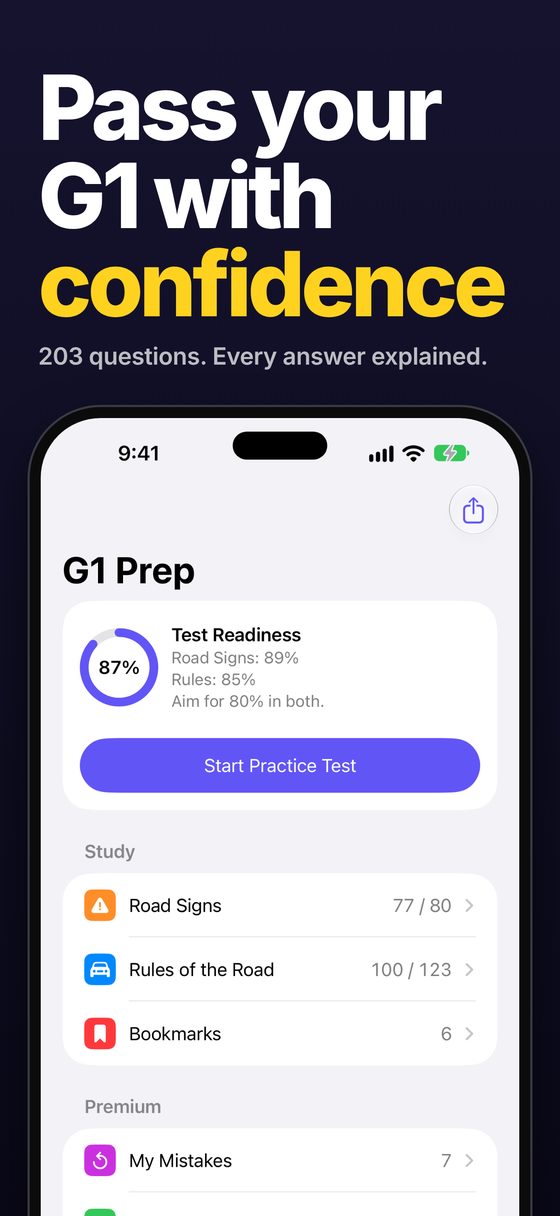 Pass your
G1 with
confidence
203 questions. Every answer explained.
9:41
G1 Prep
87%
Test Readiness
Road Signs: 89%
Rules: 85%
Aim for 80% in both.
Start Practice Test
Study
Road Signs 77 / 80
Rules of the Road 100 / 123
Bookmarks 6
Premium
My Mistakes 7